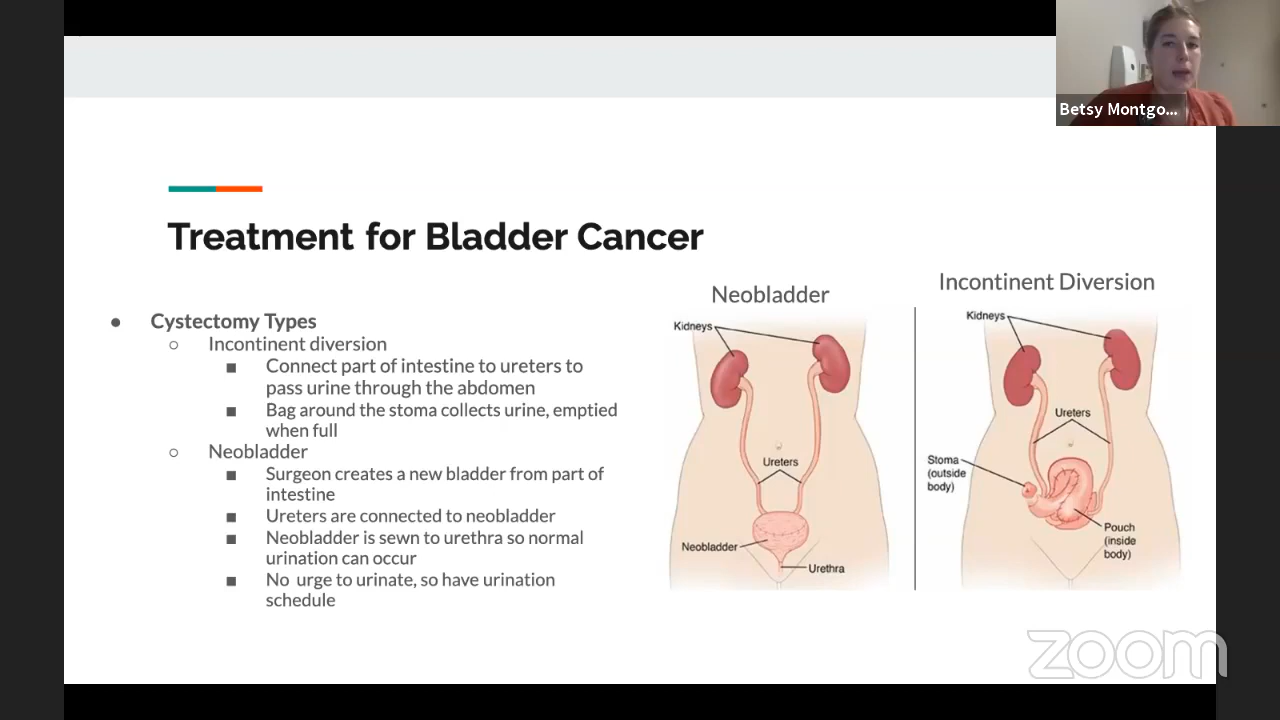 Betsy Montgo...
Treatment for Bladder Cancer
● Cystectomy Types
○ Incontinent diversion
■ Connect part of intestine to ureters to
pass urine through the abdomen
■ Bag around the stoma collects urine, emptied
when full
○ Neobladder
■ Surgeon creates a new bladder from part of
intestine
■ Ureters are connected to neobladder
■ Neobladder is sewn to urethra so normal
urination can occur
■ No urge to urinate, so have urination
schedule
Neobladder
Kidneys
Ureters
Neobladder
Urethra
Incontinent Diversion
Kidneys
Ureters
Stoma
(outside
body)
Pouch
(inside
body)
zoom